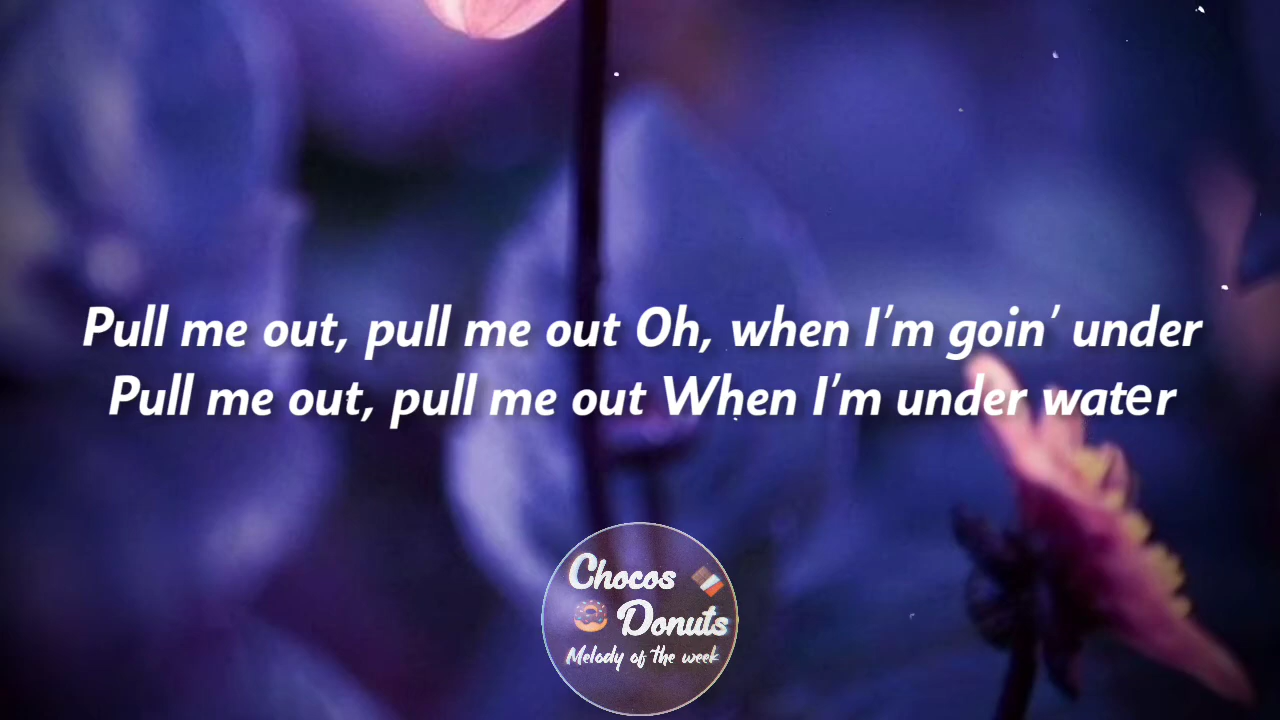 Pull me out, pull me out Oh, when I'm goin' under
Pull me out, pull me out When I'm under water
Chocos
Donuts
Melody of the week